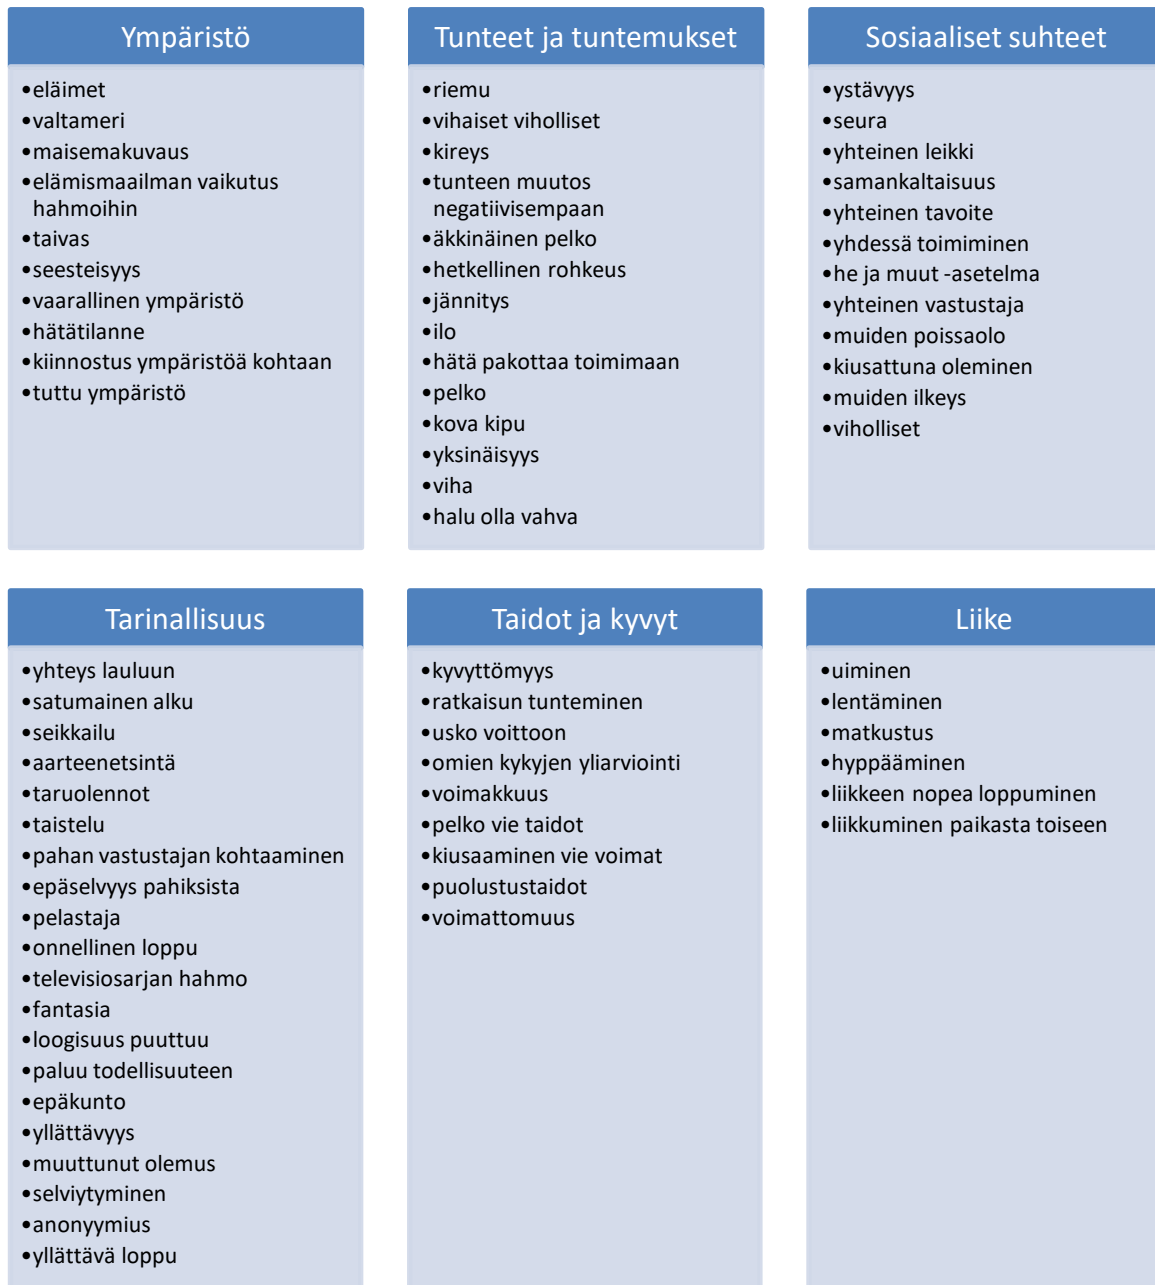 Ympäristö
•eläimet
•valtameri
•maisemakuvaus
•elämismaailman vaikutus
hahmoihin
•taivas
•seesteisyys
•vaarallinen ympäristö
•hätätilanne
•kiinnostus ympäristöä kohtaan
•tuttu ympäristö
Tunteet ja tuntemukset
•riemu
•vihaiset viholliset
•kireys
•tunteen muutos
negatiivisempaan
•äkkinäinen pelko
•hetkellinen rohkeus
•jännitys
•ilo
•hätä pakottaa toimimaan
•pelko
•kova kipu
•yksinäisyys
•viha
•halu olla vahva
Sosiaaliset suhteet
•ystävyys
•seura
•yhteinen leikki
•samankaltaisuus
•yhteinen tavoite
•yhdessä toimiminen
•he ja muut -asetelma
•yhteinen vastustaja
•muiden poissaolo
•kiusattuna oleminen
•muiden ilkeys
•viholliset
Tarinallisuus
•yhteys lauluun
•satumainen alku
•seikkailu
•aarteenetsintä
•taruolennot
•taistelu
•pahan vastustajan kohtaaminen
•epäselvyys pahiksista
•pelastaja
•onnellinen loppu
•televisiosarjan hahmo
•fantasia
•loogisuus puuttuu
•paluu todellisuuteen
•epäkunto
•yllättävyys
•muuttunut olemus
•selviytyminen
•anonyymius
•yllättävä loppu
Taidot ja kyvyt
•kyvyttömyys
•ratkaisun tunteminen
•usko voittoon
•omien kykyjen yliarviointi
•voimakkuus
•pelko vie taidot
•kiusaaminen vie voimat
•puolustustaidot
•voimattomuus
Liike
•uiminen
•lentäminen
•matkustus
•hyppääminen
•liikkeen nopea loppuminen
•liikkuminen paikasta toiseen